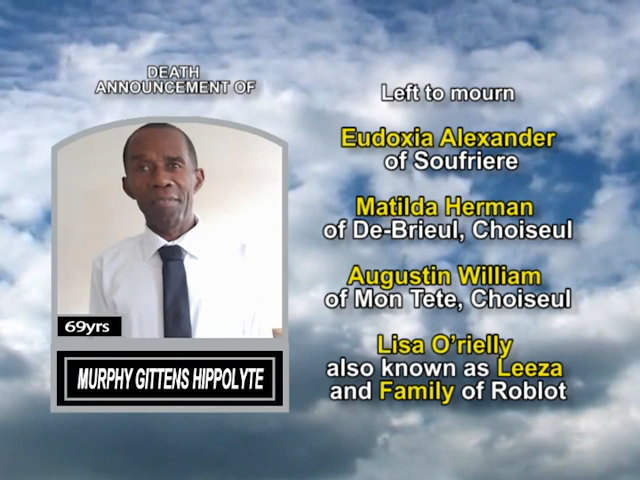 DEATH
ANNOUNCEMENT OF
69yrs
MURPHY GITTENS HIPPOLYTE
Left to mourn
Eudoxia Alexander
of Soufriere
Matilda Herman
of De-Brieul, Choiseul
Augustin William
of Mon Tete, Choiseul
Lisa O'rielly
also known as Leeza
and Family of Roblot